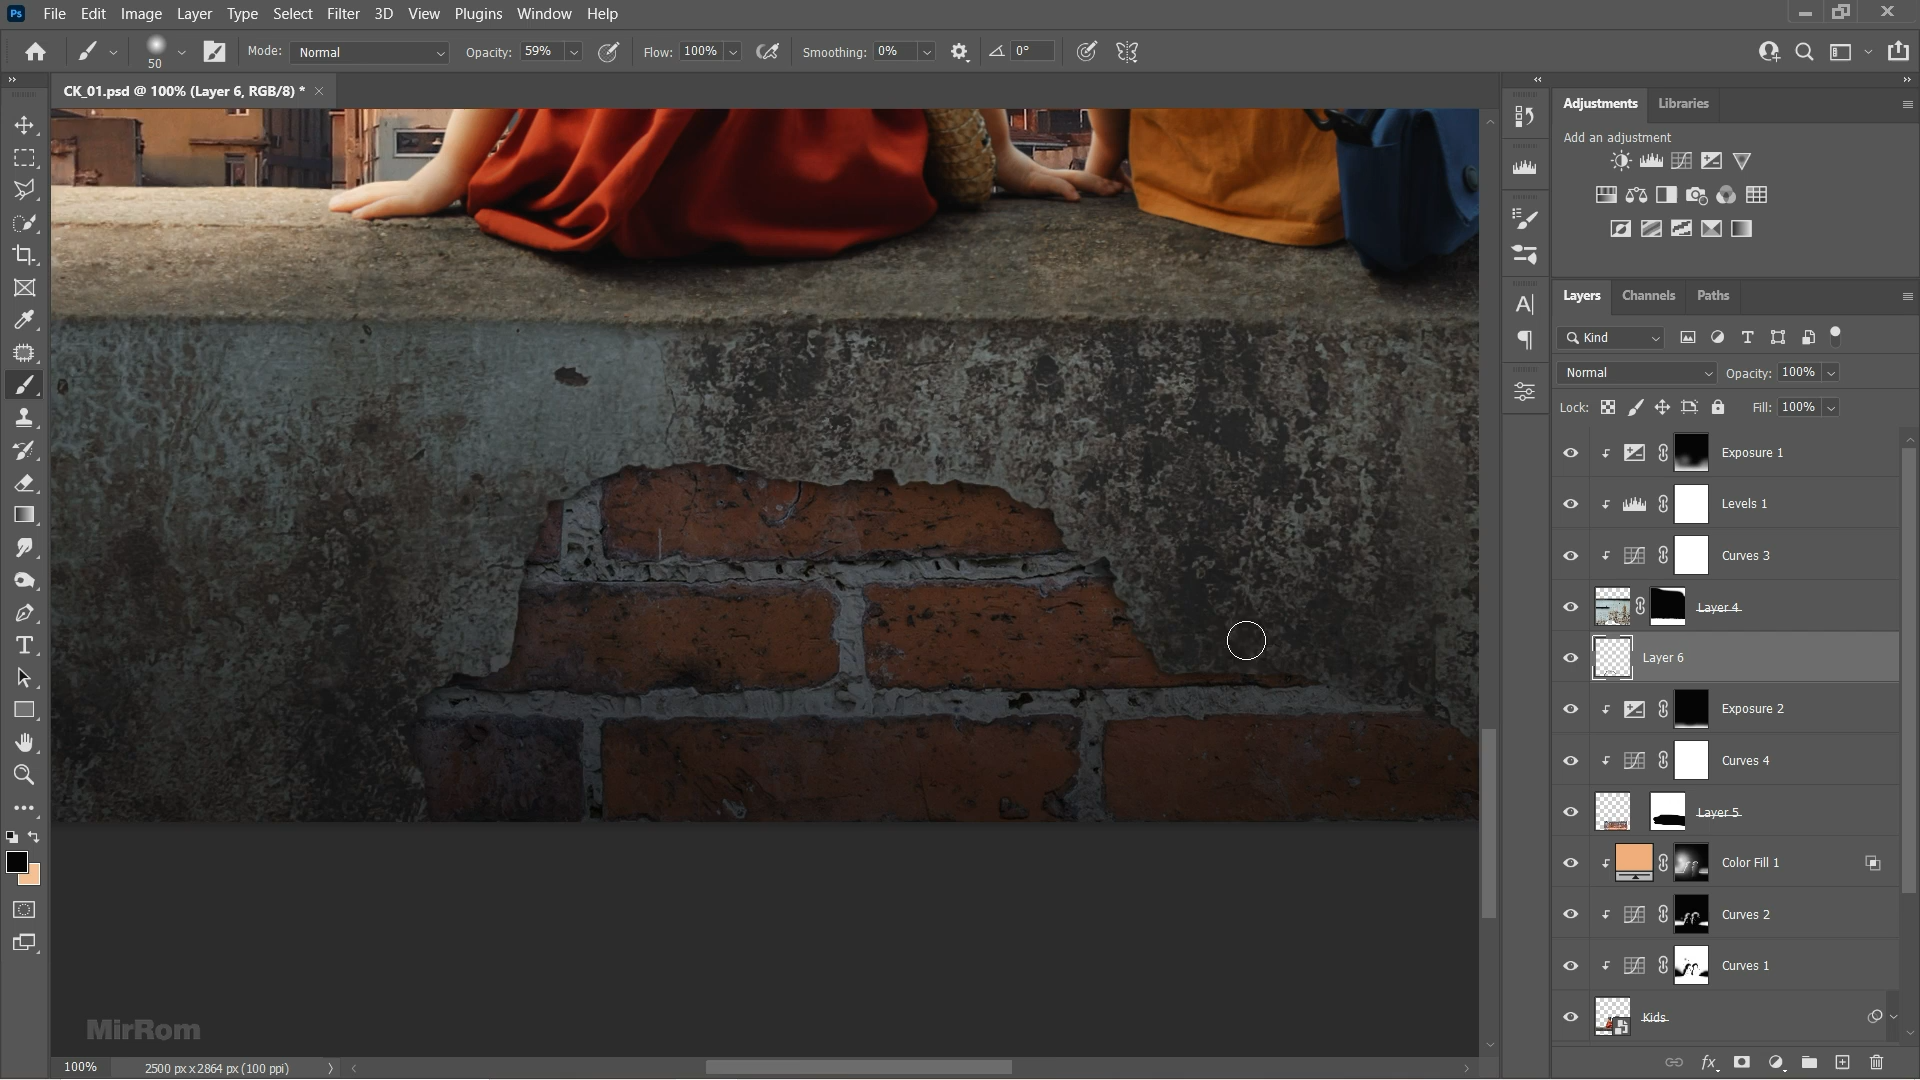 Ps File Edit Image Layer Type Select Filter 3D View Plugins Window Help
50 Mode: Normal Opacity: 59% Flow: 100% Smoothing: 0% 0°
CK_01.psd @ 100% (Layer 6, RGB/8) *
Adjustments Libraries
Add an adjustment
Layers Channels Paths
Kind
Normal Opacity: 100%
Lock: Fill: 100%
Exposure 1
Levels 1
Curves 3
Layer 4
Layer 6
Exposure 2
Curves 4
Layer 5
Color Fill 1
Curves 2
Curves 1
Kids
MirRom
100% 2500 px x 2864 px (100 ppi)